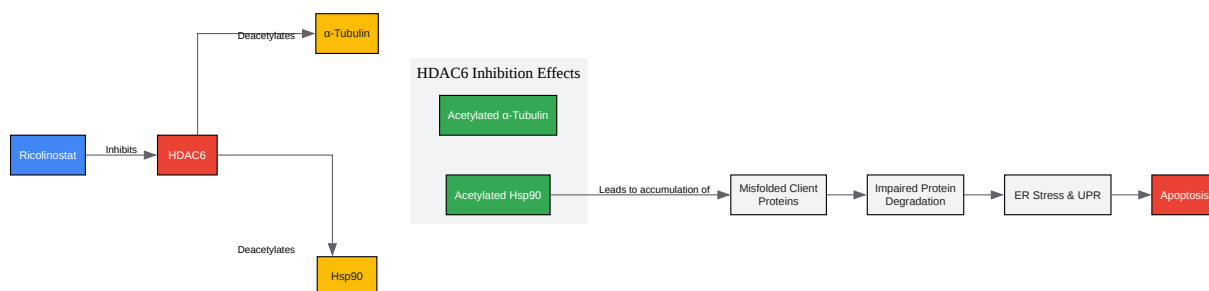 Deacetylates
α-Tubulin
HDAC6 Inhibition Effects
Acetylated α-Tubulin
Ricolinostat
Inhibits
HDAC6
Acetylated Hsp90
Leads to accumulation of
Misfolded Client
Proteins
Impaired Protein
Degradation
ER Stress & UPR
Apoptosis
Deacetylates
Hsp90